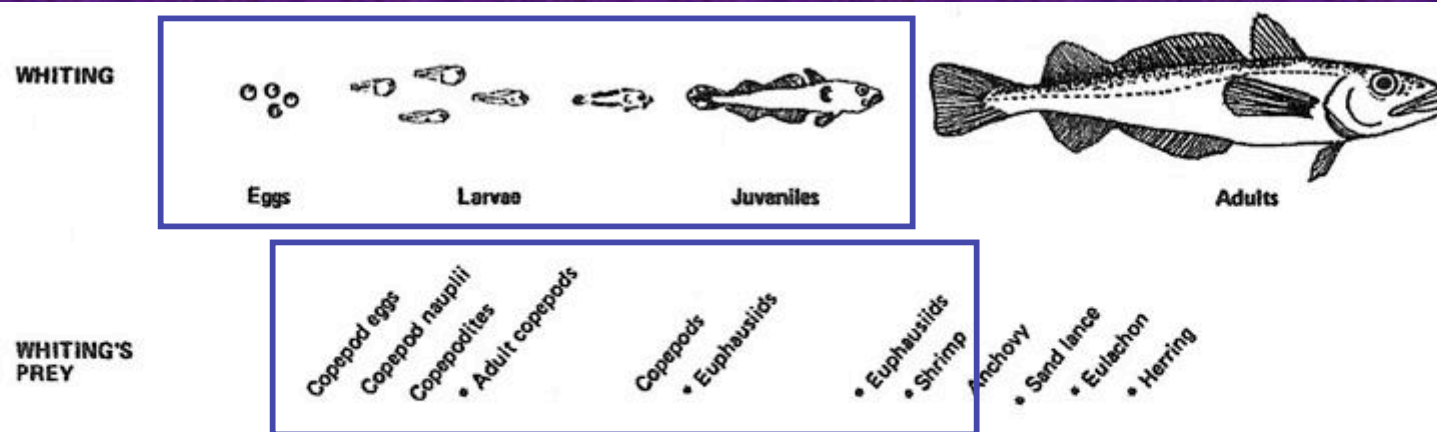 WHITING
Eggs
Larvae
Juveniles
Adults
WHITING'S
PREY
Copepod eggs
Copepod nauplii
Copepodites
• Adult copepods
Copepods
• Euphausiids
• Euphausiids
• Shrimp
Anchovy
• Sand lance
• Eulachon
• Herring